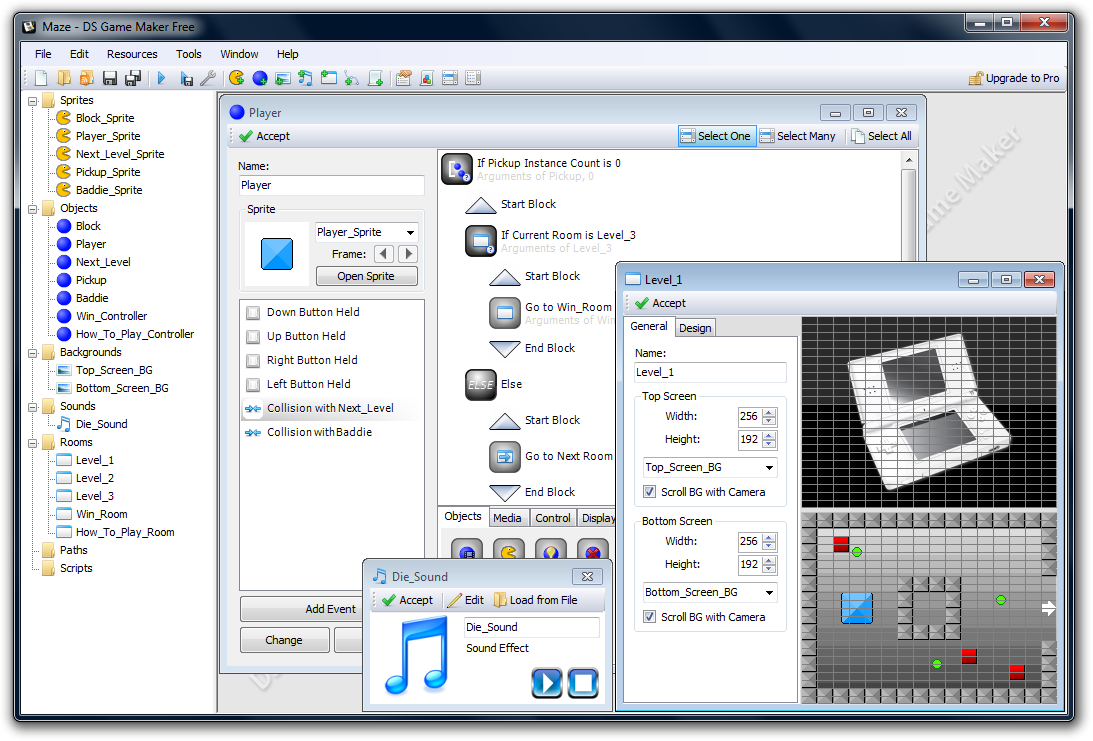 Maze - DS Game Maker Free
File Edit Resources Tools Window Help
Upgrade to Pro
Sprites
Block_Sprite
Player_Sprite
Next_Level_Sprite
Pickup_Sprite
Baddie_Sprite
Objects
Block
Player
Next_Level
Pickup
Baddie
Win_Controller
How_To_Play_Controller
Backgrounds
Top_Screen_BG
Bottom_Screen_BG
Sounds
Die_Sound
Rooms
Level_1
Level_2
Level_3
Win_Room
How_To_Play_Room
Paths
Scripts
Player
Accept
Select One Select Many Select All
Name:
Player
Sprite
Player_Sprite
Frame:
Open Sprite
Down Button Held
Up Button Held
Right Button Held
Left Button Held
Collision with Next_Level
Collision with Baddie
Add Event
Change
If Pickup Instance Count is 0
Arguments of Pickup, 0
Start Block
If Current Room is Level_3
Arguments of Level_3
Start Block
Go to Win_Room
Arguments of Win
End Block
ELSE Else
Start Block
Go to Next Room
End Block
Objects Media Control Display
Die_Sound
Accept Edit Load from File
Die_Sound
Sound Effect
Level_1
Accept
General Design
Name:
Level_1
Top Screen
Width: 256
Height: 192
Top_Screen_BG
Scroll BG with Camera
Bottom Screen
Width: 256
Height: 192
Bottom_Screen_BG
Scroll BG with Camera
ame Maker